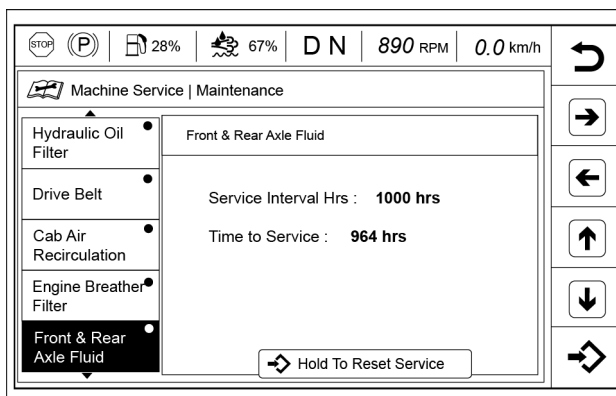 STOP P 28% 67% D N 890 RPM 0.0 km/h
Machine Service | Maintenance
Hydraulic Oil
Filter
Drive Belt
Cab Air
Recirculation
Engine Breather
Filter
Front & Rear
Axle Fluid
Front & Rear Axle Fluid
Service Interval Hrs : 1000 hrs
Time to Service : 964 hrs
Hold To Reset Service